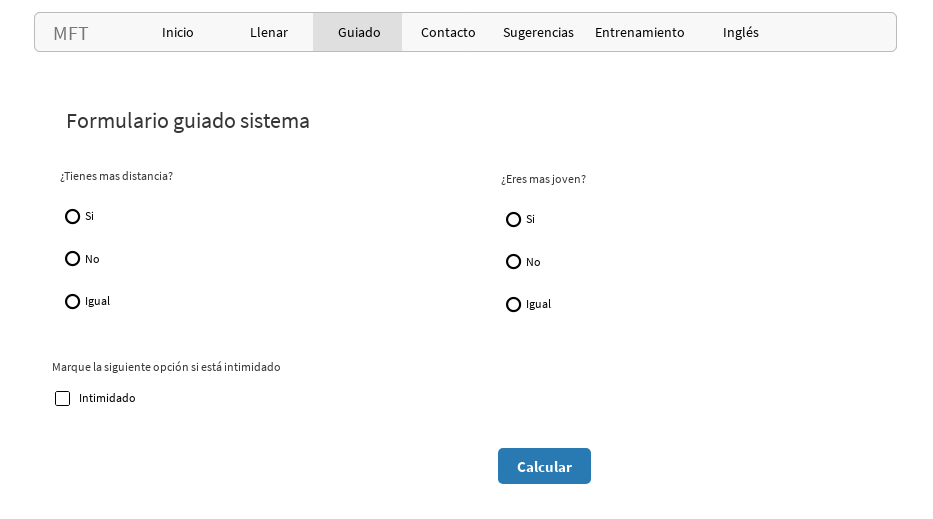 MFT Inicio Llenar Guiado Contacto Sugerencias Entrenamiento Inglés
Formulario guiado sistema
¿Tienes mas distancia?
Si
No
Igual
¿Eres mas joven?
Si
No
Igual
Marque la siguiente opción si está intimidado
Intimidado
Calcular